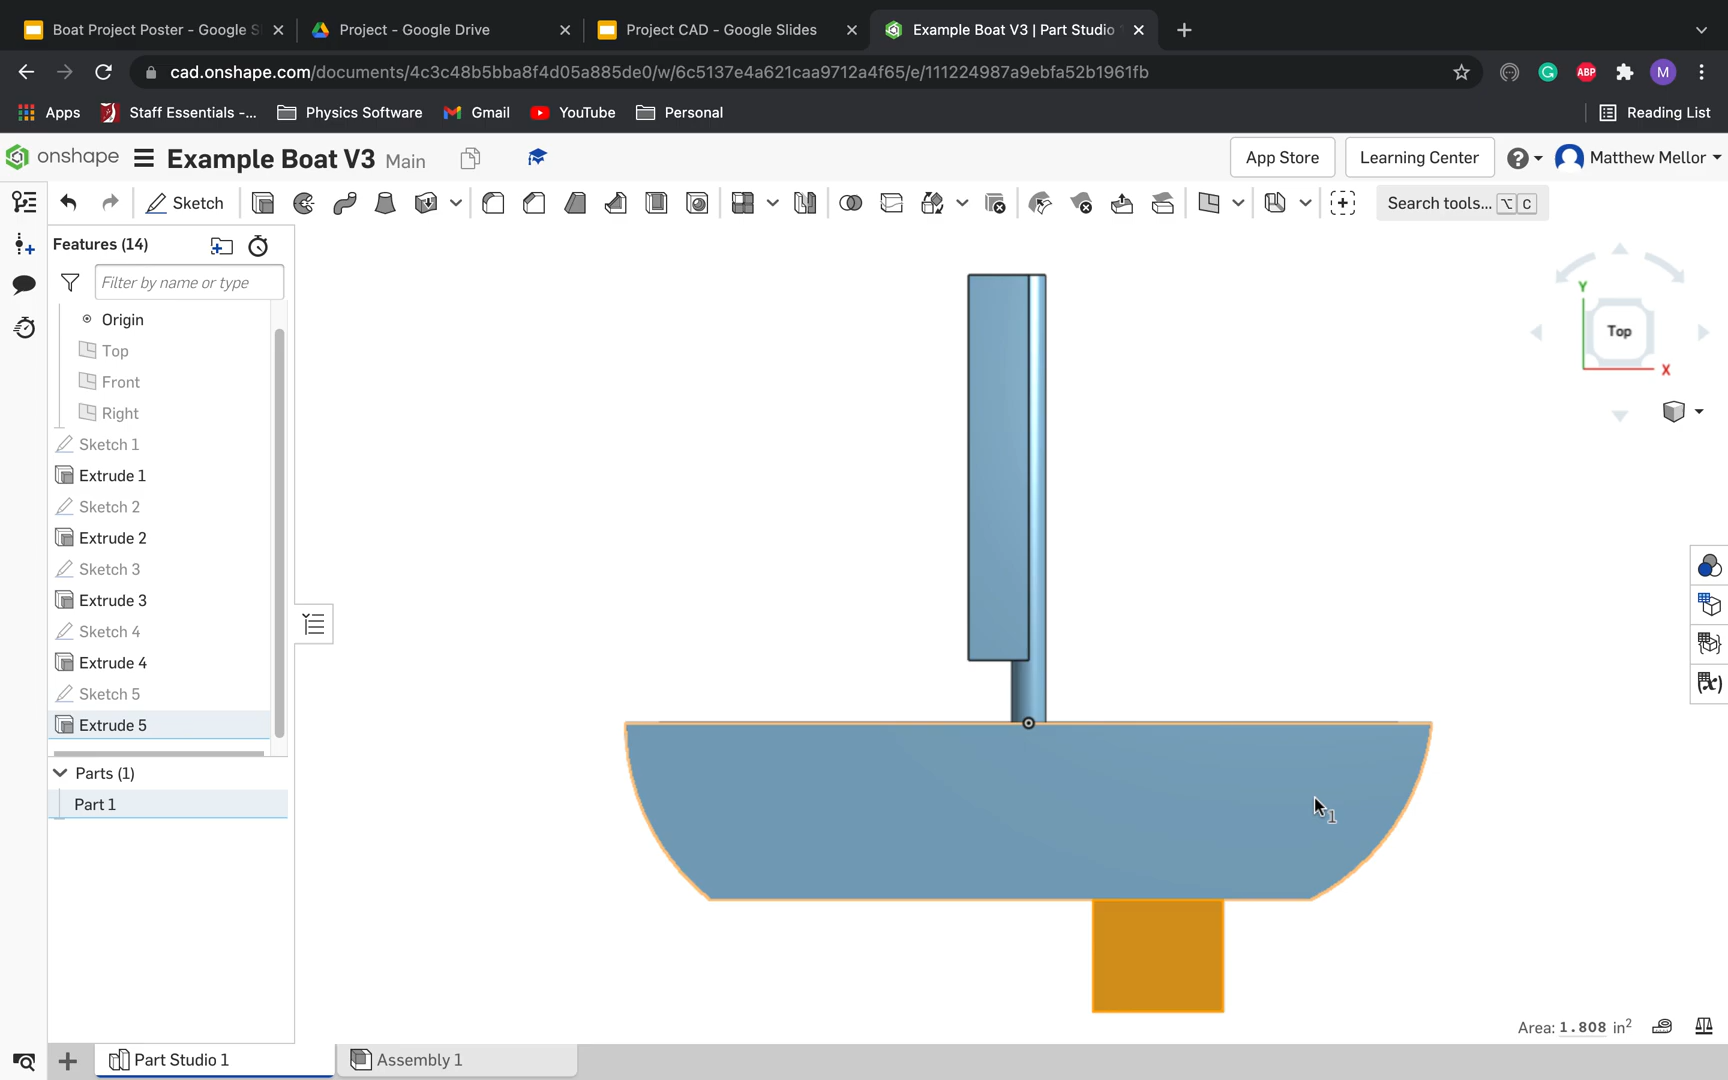 Boat Project Poster - Google S
Project - Google Drive
Project CAD - Google Slides
Example Boat V3 | Part Studio
cad.onshape.com/documents/4c3c48b5bba8f4d05a885de0/w/6c5137e4a621caa9712a4f65/e/111224987a9ebfa52b1961fb
ABP
M
Apps
Staff Essentials -...
Physics Software
Gmail
YouTube
Personal
Reading List
onshape
Example Boat V3 Main
App Store
Learning Center
Matthew Mellor
Sketch
Search tools... ⌥ C
Features (14)
Filter by name or type
Origin
Top
Front
Right
Sketch 1
Extrude 1
Sketch 2
Extrude 2
Sketch 3
Extrude 3
Sketch 4
Extrude 4
Sketch 5
Extrude 5
Parts (1)
Part 1
Y
Top
X
1
(x)
Area: 1.808 in²
Part Studio 1
Assembly 1